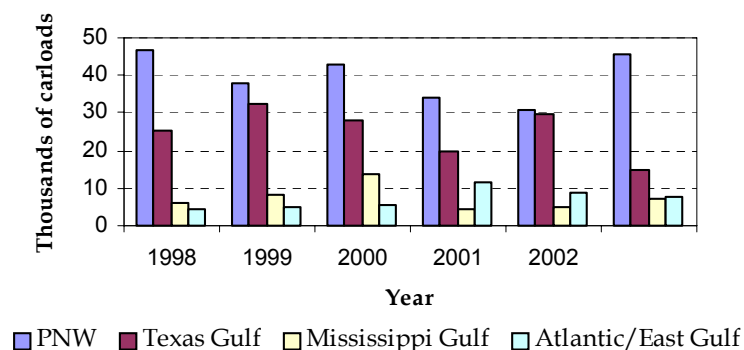 Thousands of carloads
50
40
30
20
10
0
1998 1999 2000 2001 2002
Year
PNW Texas Gulf Mississippi Gulf Atlantic/East Gulf